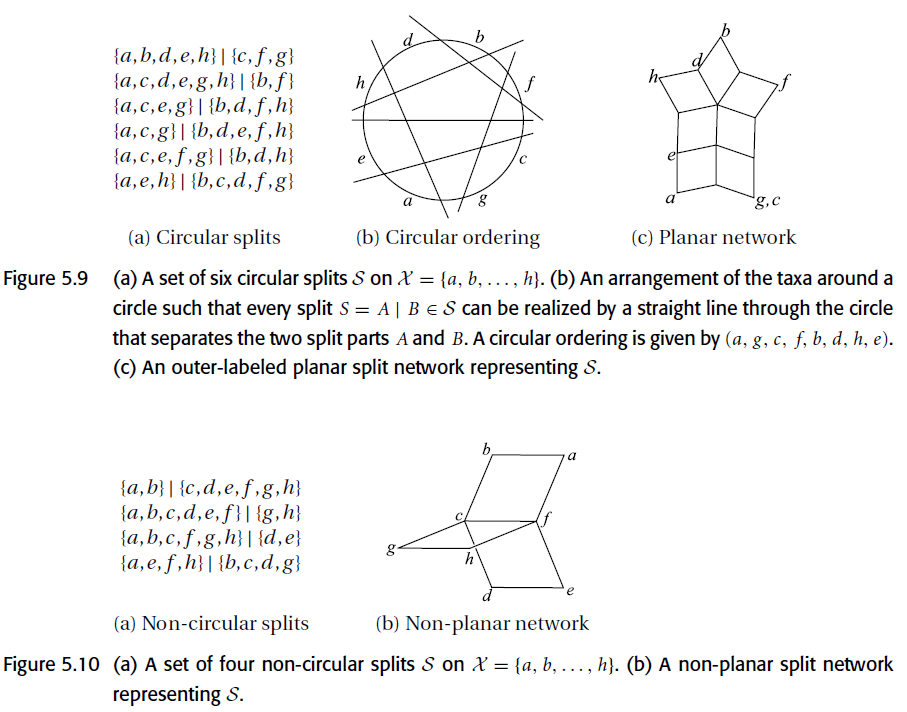 {a,b,d,e,h} | {c,f,g}
{a,c,d,e,g,h} | {b,f}
{a,c,e,g} | {b,d,f,h}
{a,c,g} | {b,d,e,f,h}
{a,c,e,f,g} | {b,d,h}
{a,e,h} | {b,c,d,f,g}
d
b
h
f
e
c
a
g
b
d
h
f
e
a
g,c
(a) Circular splits
(b) Circular ordering
(c) Planar network
Figure 5.9 (a) A set of six circular splits S on X = {a, b, . . . , h}. (b) An arrangement of the taxa around a
circle such that every split S = A | B ∈ S can be realized by a straight line through the circle
that separates the two split parts A and B. A circular ordering is given by (a, g, c, f, b, d, h, e).
(c) An outer-labeled planar split network representing S.
{a,b} | {c,d,e,f,g,h}
{a,b,c,d,e,f} | {g,h}
{a,b,c,f,g,h} | {d,e}
{a,e,f,h} | {b,c,d,g}
b
a
c
f
g
h
d
e
(a) Non-circular splits
(b) Non-planar network
Figure 5.10 (a) A set of four non-circular splits S on X = {a, b, . . . , h}. (b) A non-planar split network
representing S.